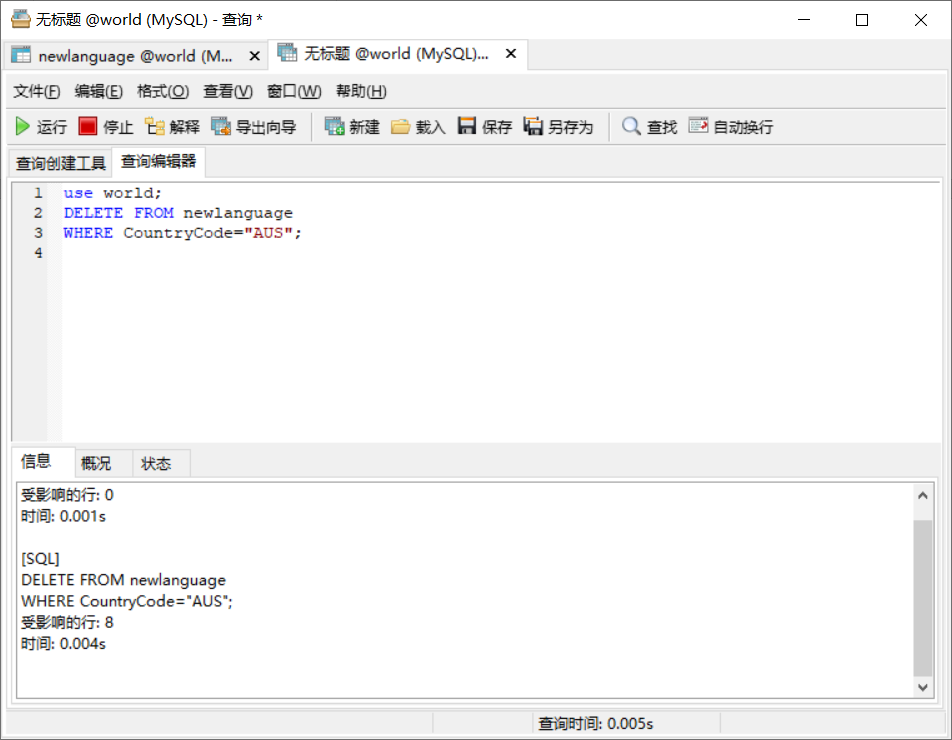 无标题 @world (MySQL) - 查询 *
newlanguage @world (M... 无标题 @world (MySQL)...
文件(F) 编辑(E) 格式(O) 查看(V) 窗口(W) 帮助(H)
运行 停止 解释 导出向导 新建 载入 保存 另存为 查找 自动换行
查询创建工具 查询编辑器
1 use world;
2 DELETE FROM newlanguage
3 WHERE CountryCode="AUS";
4
信息 概况 状态
受影响的行: 0
时间: 0.001s
[SQL]
DELETE FROM newlanguage
WHERE CountryCode="AUS";
受影响的行: 8
时间: 0.004s
查询时间: 0.005s